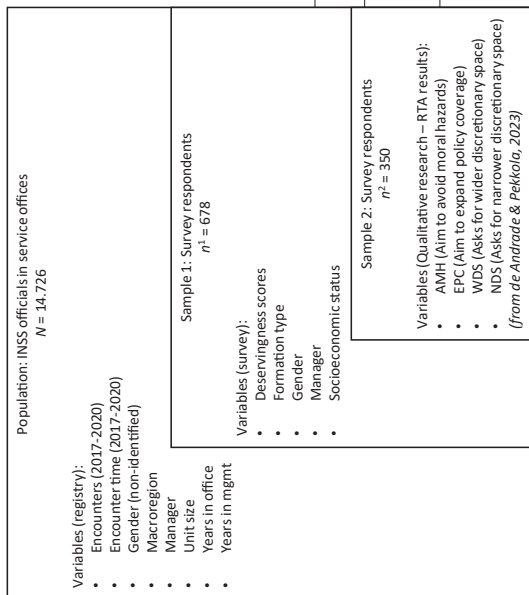 Population: INSS officials in service offices
N = 14.726
Variables (registry):
• Encounters (2017-2020)
• Encounter time (2017-2020)
• Gender (non-identified)
• Macroregion
• Manager
• Unit size
• Years in office
• Years in mgmt
Sample 1: Survey respondents
n¹ = 678
Variables (survey):
• Deservingness scores
• Formation type
• Gender
• Manager
• Socioeconomic status
Sample 2: Survey respondents
n² = 350
Variables (Qualitative research – RTA results):
• AMH (Aim to avoid moral hazards)
• EPC (Aim to expand policy coverage)
• WDS (Asks for wider discretionary space)
• NDS (Asks for narrower discretionary space)
(from de Andrade & Pekkola, 2023)